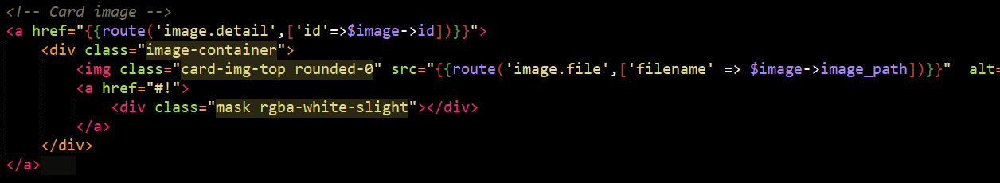 <!-- Card image -->
<a href="{{route('image.detail',['id'=>$image->id])}}">
<div class="image-container">
<img class="card-img-top rounded-0" src="{{route('image.file',['filename' => $image->image_path])}}" alt=
<a href="#!">
<div class="mask rgba-white-slight"></div>
</a>
</div>
</a>